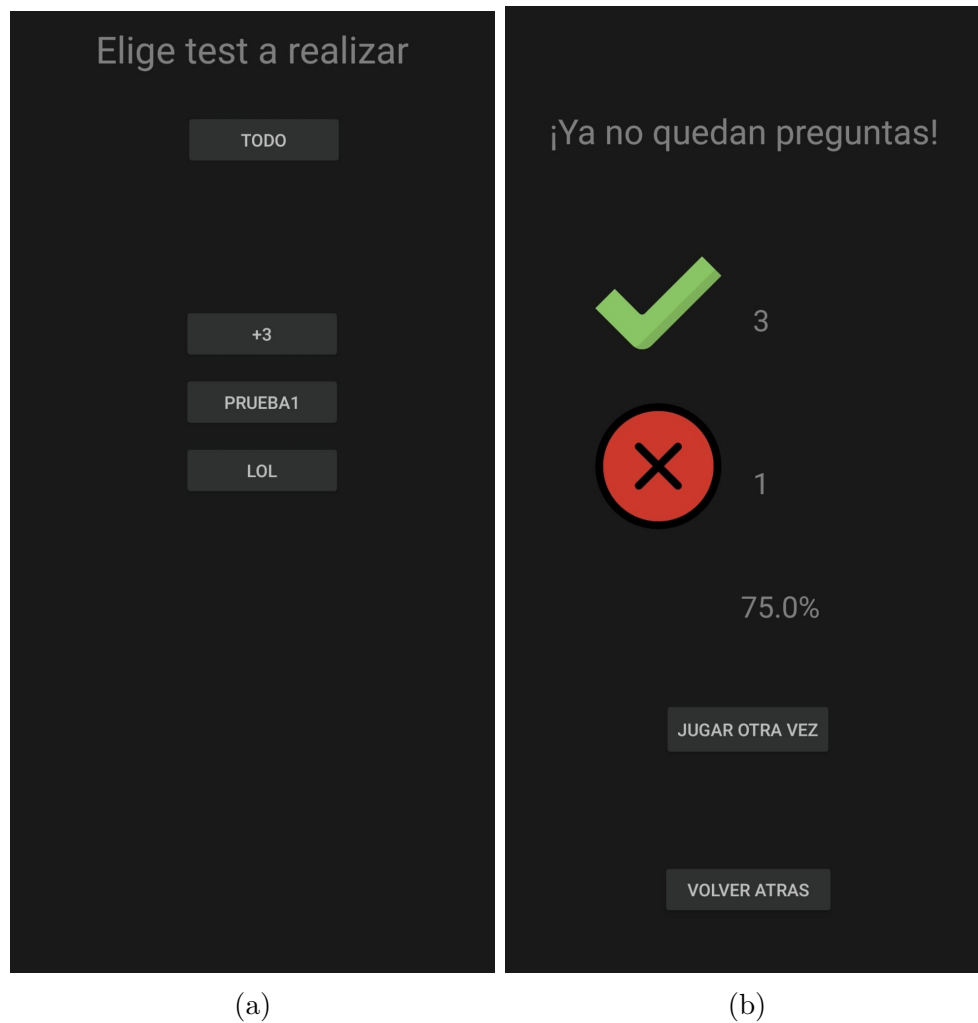 Elige test a realizar
TODO
+3
PRUEBA1
LOL
(a)
¡Ya no quedan preguntas!
3
1
75.0%
JUGAR OTRA VEZ
VOLVER ATRAS
(b)